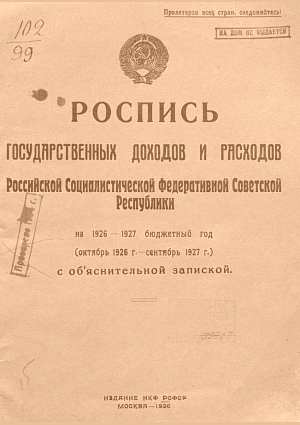 Пролетарии всех стран, соединяйтесь!
102
99
НА ДОМ НЕ ВЫДАЕТСЯ
РОСПИСЬ
ГОСУДАРСТВЕННЫХ ДОХОДОВ И РАСХОДОВ
Российской Социалистической Федеративной Советской
Республики
на 1926—1927 бюджетный год
(октябрь 1926 г.—сентябрь 1927 г.)
с об'яснительной запиской.
ИЗДАНИЕ НКФ РСФСР
МОСКВА—1926